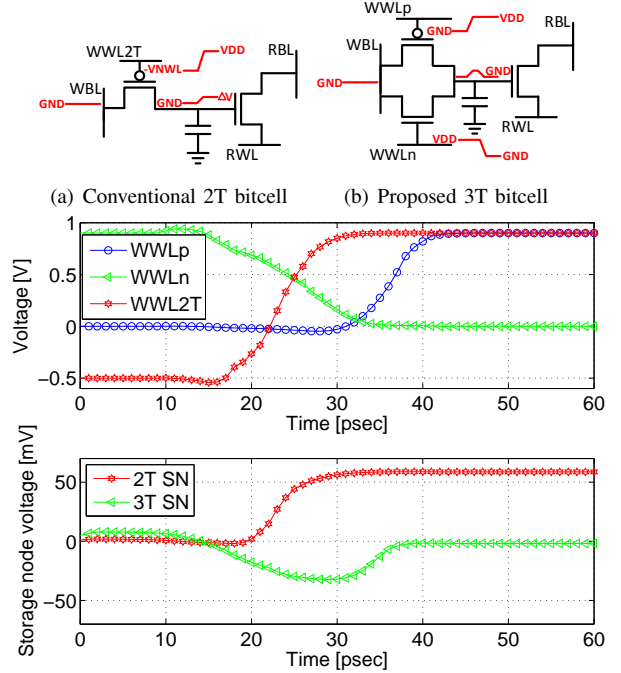 WWL2T
-VNWL
VDD
WBL
GND
GND
ΔV
RBL
RWL
WWLp
GND
VDD
WBL
GND
GND
RBL
RWL
VDD
GND
WWLn
(a) Conventional 2T bitcell
(b) Proposed 3T bitcell
Voltage [V]
1
0.5
0
−0.5
WWLp
WWLn
WWL2T
0 10 20 30 40 50 60
Time [psec]
Storage node voltage [mV]
50
0
−50
2T SN
3T SN
0 10 20 30 40 50 60
Time [psec]